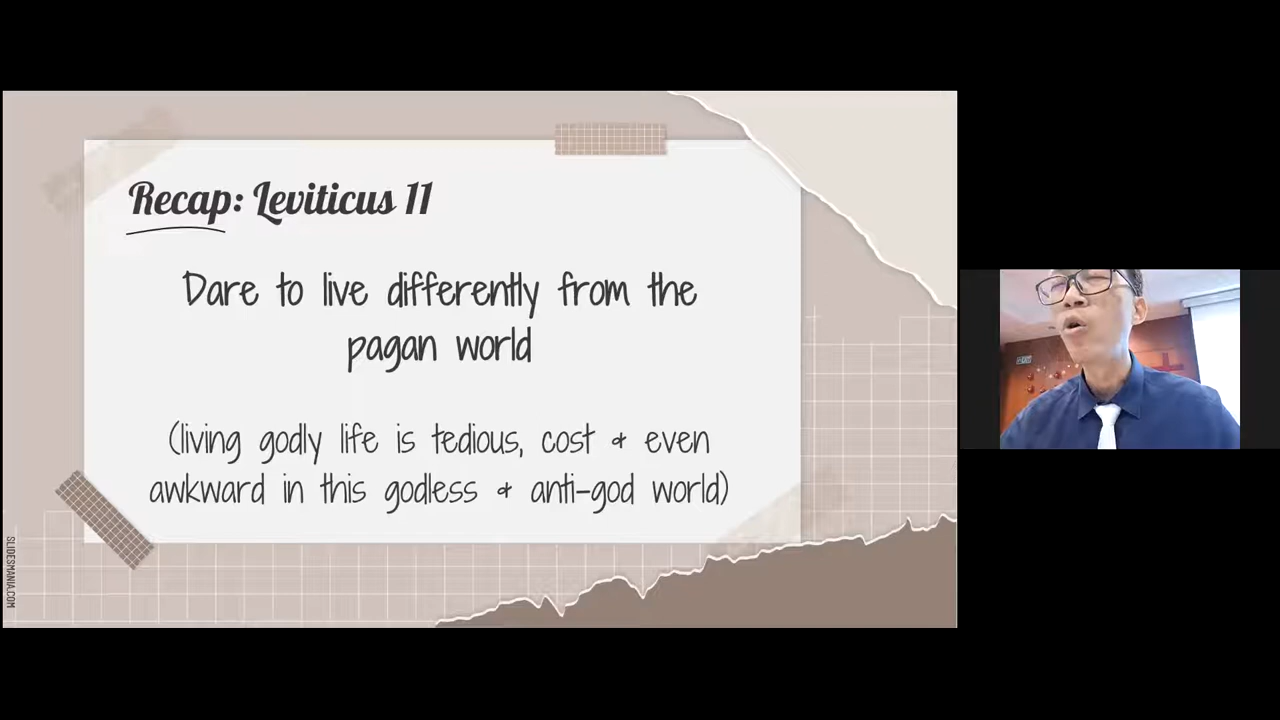 Recap: Leviticus 11
Dare to live differently from the
pagan world
(living godly life is tedious, cost & even
awkward in this godless & anti-god world)
SLIDESMANIA.COM